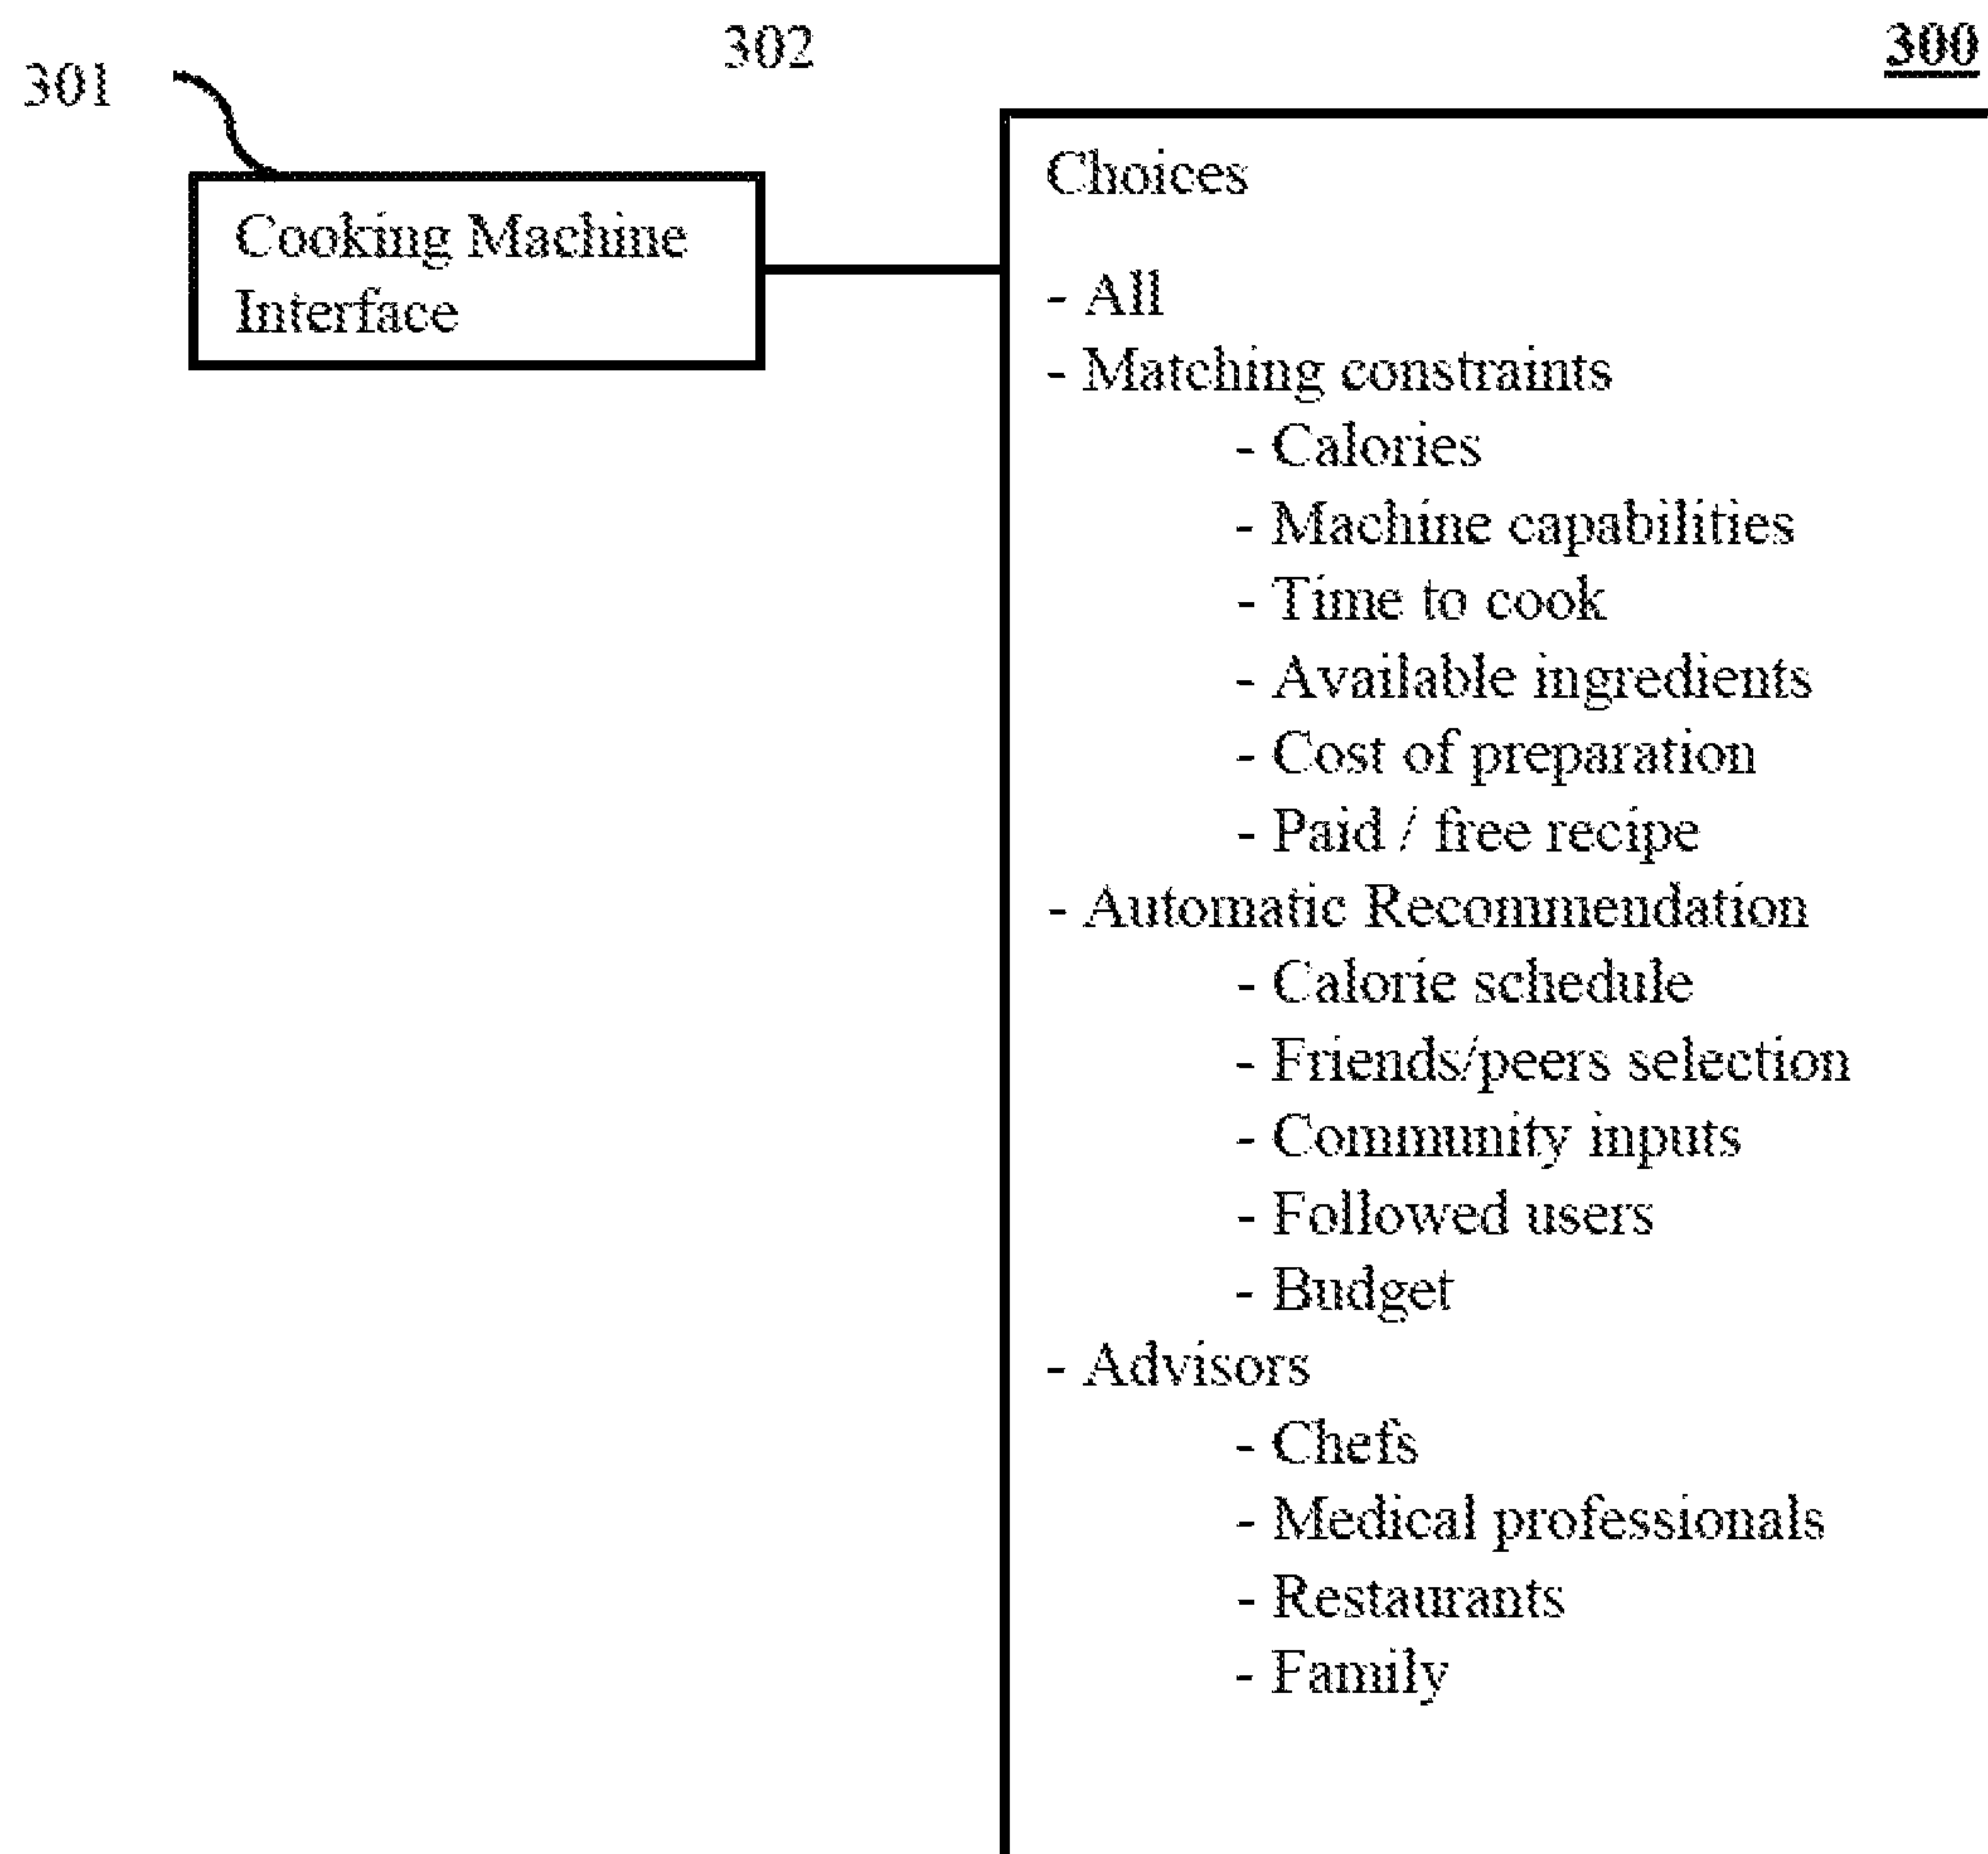 302
300
301
Cooking Machine
Interface
Choices
- All
- Matching constraints
- Calories
- Machine capabilities
- Time to cook
- Available ingredients
- Cost of preparation
- Paid / free recipe
- Automatic Recommendation
- Calorie schedule
- Friends/peers selection
- Community inputs
- Followed users
- Budget
- Advisors
- Chefs
- Medical professionals
- Restaurants
- Family